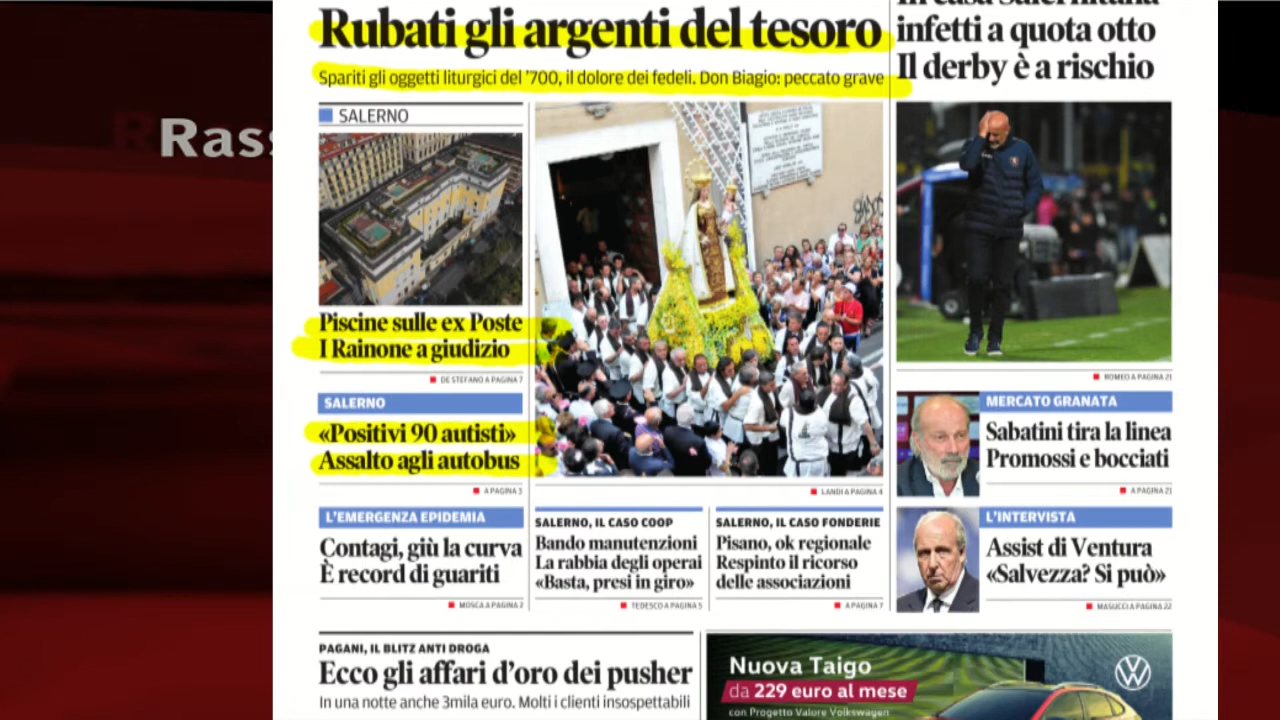 Rass
Rubati gli argenti del tesoro
Spariti gli oggetti liturgici del '700, il dolore dei fedeli. Don Biagio: peccato grave
infetti a quota otto
Il derby è a rischio
SALERNO
Piscine sulle ex Poste
I Rainone a giudizio
DE STEFANO A PAGINA 7
SALERNO
«Positivi 90 autisti»
Assalto agli autobus
A PAGINA 3
L'EMERGENZA EPIDEMIA
Contagi, giù la curva
È record di guariti
MOSCA A PAGINA 2
LANDI A PAGINA 4
SALERNO, IL CASO COOP
Bando manutenzioni
La rabbia degli operai
«Basta, presi in giro»
TEDESCO A PAGINA 5
SALERNO, IL CASO FONDERIE
Pisano, ok regionale
Respinto il ricorso
delle associazioni
A PAGINA 7
ROMEO A PAGINA 21
MERCATO GRANATA
Sabatini tira la linea
Promossi e bocciati
A PAGINA 21
L'INTERVISTA
Assist di Ventura
«Salvezza? Si può»
MASUCCI A PAGINA 22
PAGANI, IL BLITZ ANTI DROGA
Ecco gli affari d'oro dei pusher
In una notte anche 3mila euro. Molti i clienti insospettabili
Nuova Taigo
da 229 euro al mese
con Progetto Valore Volkswagen